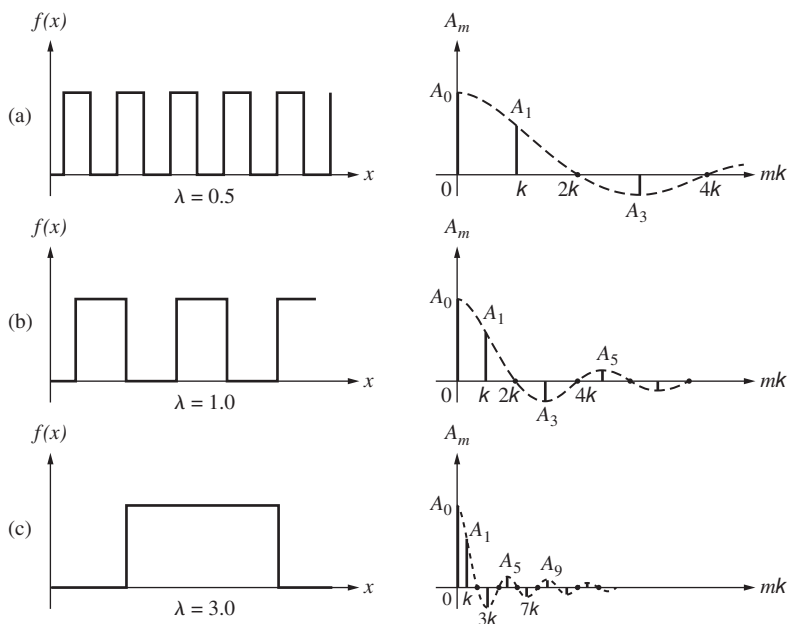 f(x)
A_m
(a)
A_0
A_1
x
λ = 0.5
0
k
2k
A_3
4k
mk
f(x)
A_m
(b)
A_0
A_1
A_5
x
λ = 1.0
0
k
2k
A_3
4k
mk
f(x)
A_m
(c)
A_0
A_1
A_5
A_9
x
λ = 3.0
0
k
3k
7k
mk